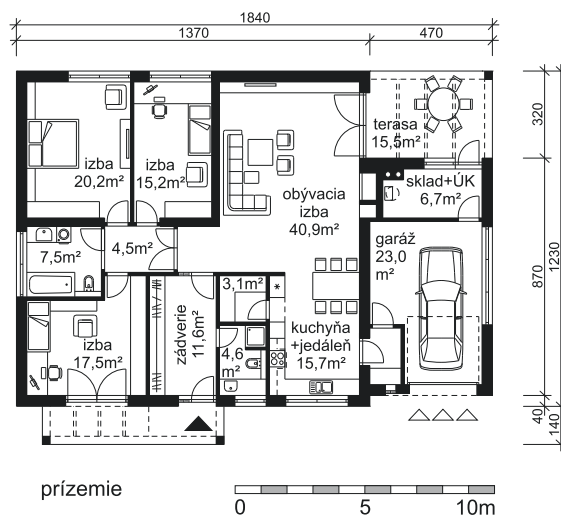 1840
1370
470
320
870
1230
40
140
izba
20,2m²
izba
15,2m²
terasa
15,5m²
sklad+ÚK
6,7m²
obývacia
izba
40,9m²
garáž
23,0
m²
7,5m²
4,5m²
3,1m²
*
zádverie
11,6m²
izba
17,5m²
4,6
m²
kuchyňa
+jedáleň
15,7m²
prízemie
0
5
10m